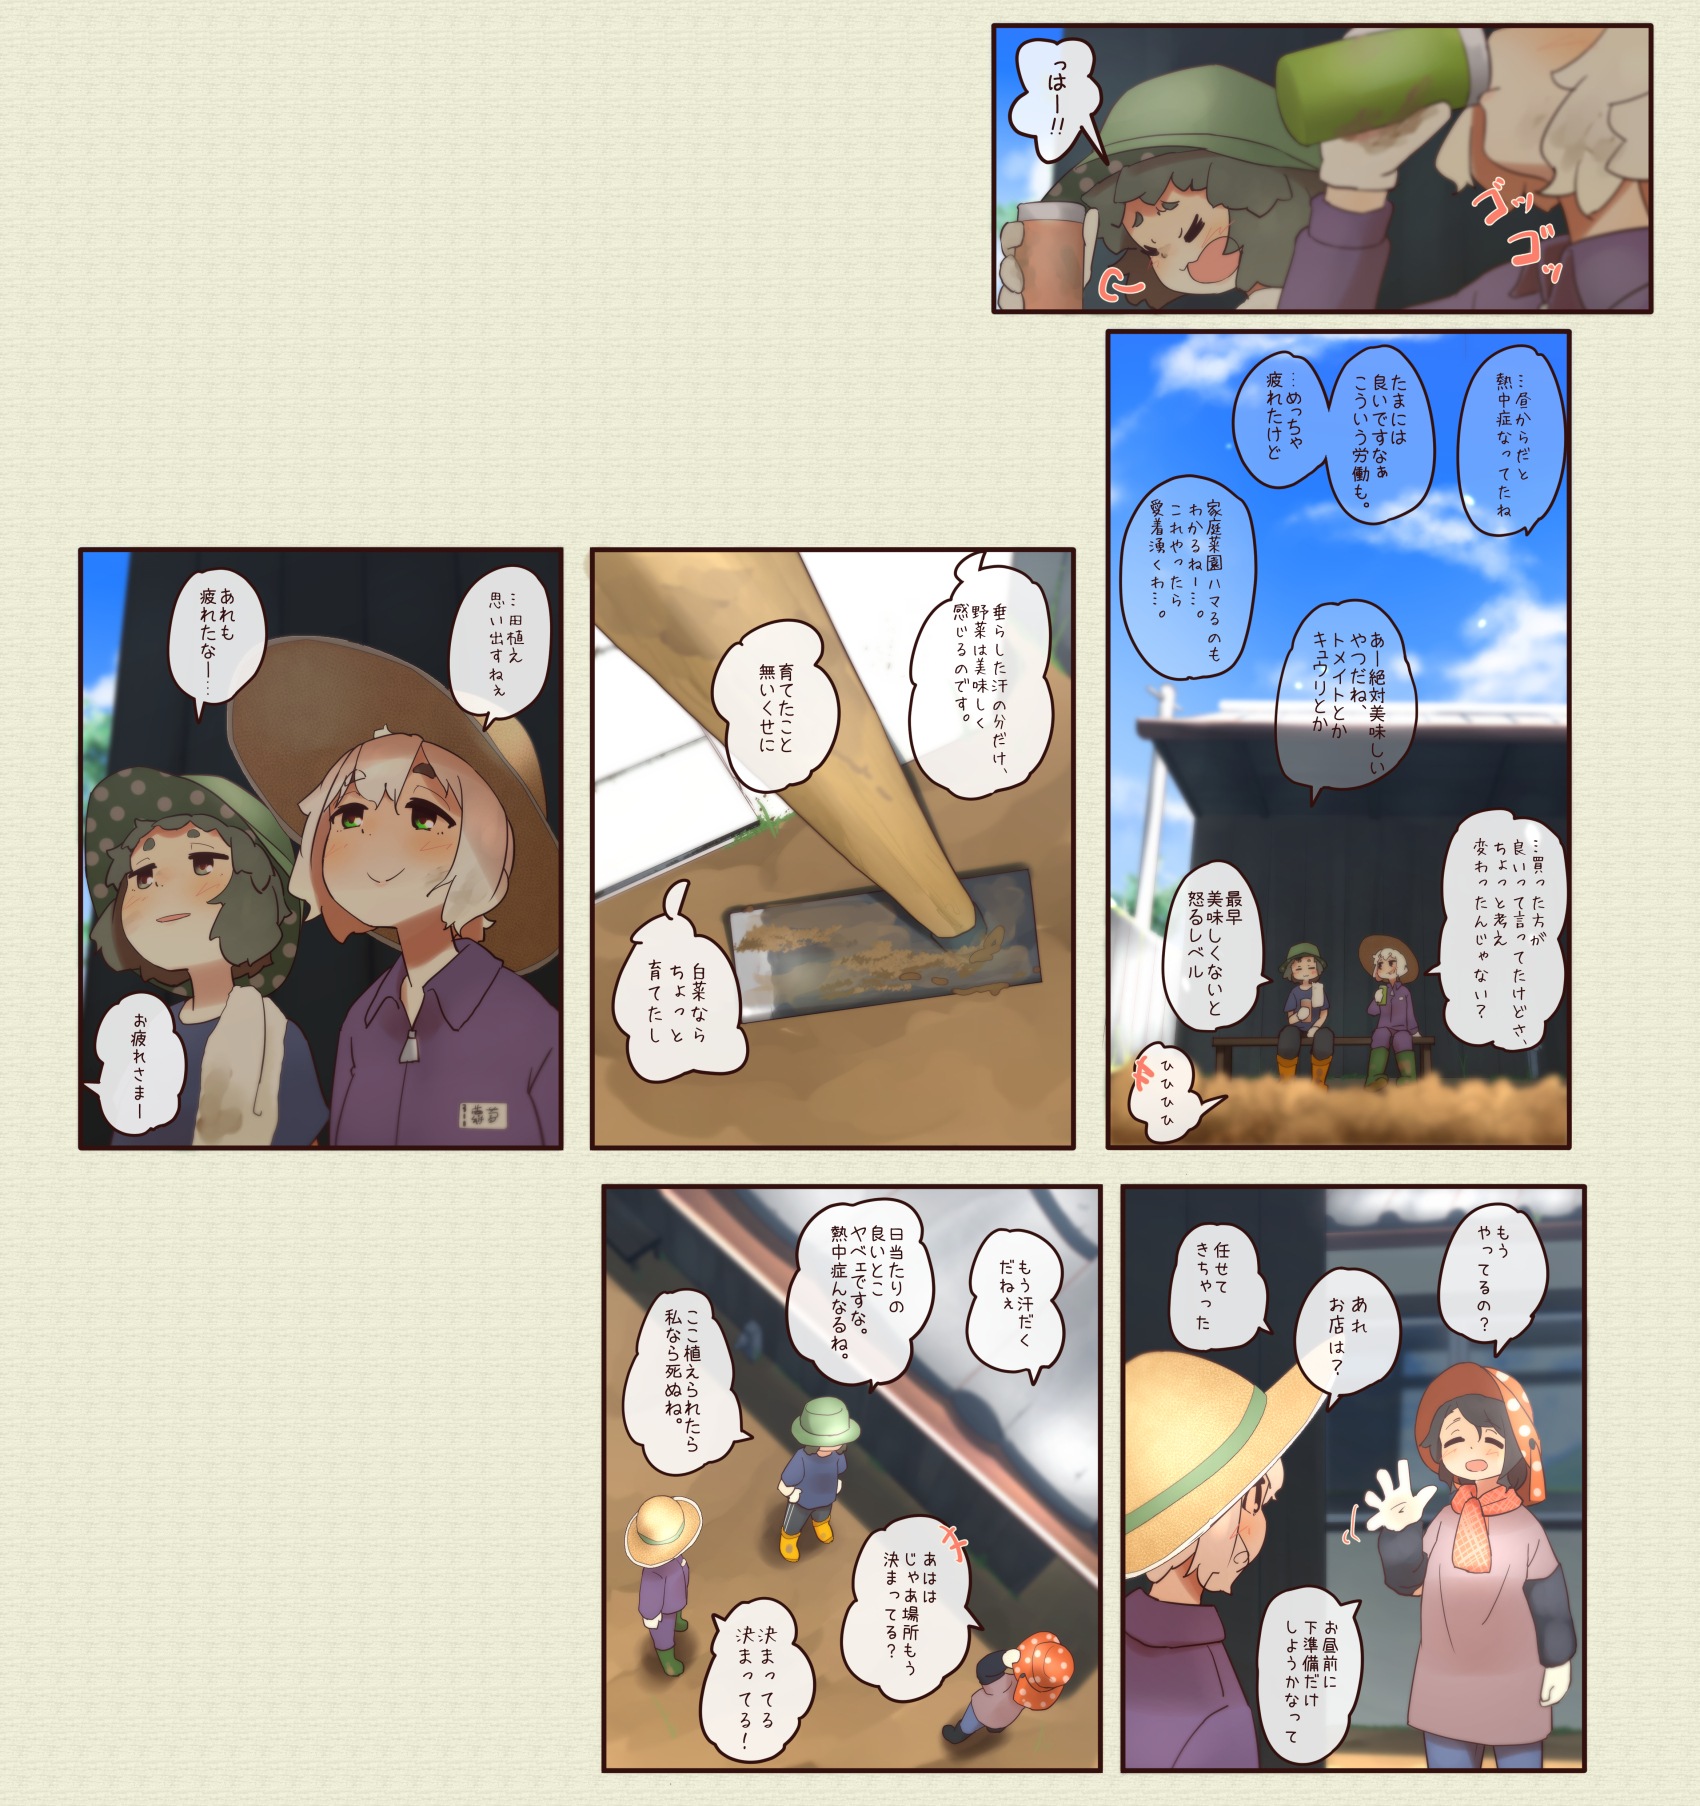 っはー!!
ゴッ
ゴッ
…昼からだと
熱中症なってたね
たまには
良いですなぁ
こういう労働も。
…めっちゃ
疲れたけど
家庭菜園ハマるのも
わかるねー…。
これやったら
愛着湧くわ…。
あー絶対美味しい
やつだね、
トメイトとか
キュウリとか
…買った方が
良いって言ってたけどさ、
ちょっと考え
変わったんじゃない?
最早
美味しくないと
怒るレベル
ひひひひ
垂らした汗の分だけ、
野菜は美味しく
感じるのです。
育てたこと
無いくせに
白菜なら
ちょっと
育てたし
…田植え
思い出すねぇ
あれも
疲れたなー…
お疲れさまー
もう
やってるの?
あれ
お店は?
任せて
きちゃった
お昼前に
下準備だけ
しようかなって
もう汗だく
だねぇ
日当たりの
良いとこ
ヤベェですな。
熱中症んなるね。
ここ植えられたら
私なら死ぬね。
あはは
じゃあ場所もう
決まってる?
決まってる
決まってる!